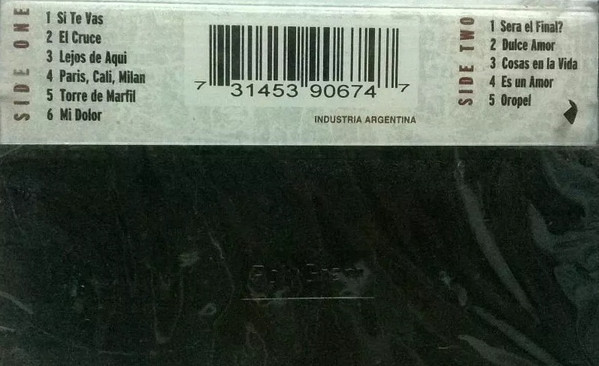 SIDE ONE
1 Si Te Vas
2 El Cruce
3 Lejos de Aqui
4 Paris, Cali, Milan
5 Torre de Marfil
6 Mi Dolor
7 31453 90674 7
INDUSTRIA ARGENTINA
SIDE TWO
1 Sera el Final?
2 Dulce Amor
3 Cosas en la Vida
4 Es un Amor
5 Oropel
PolyGram